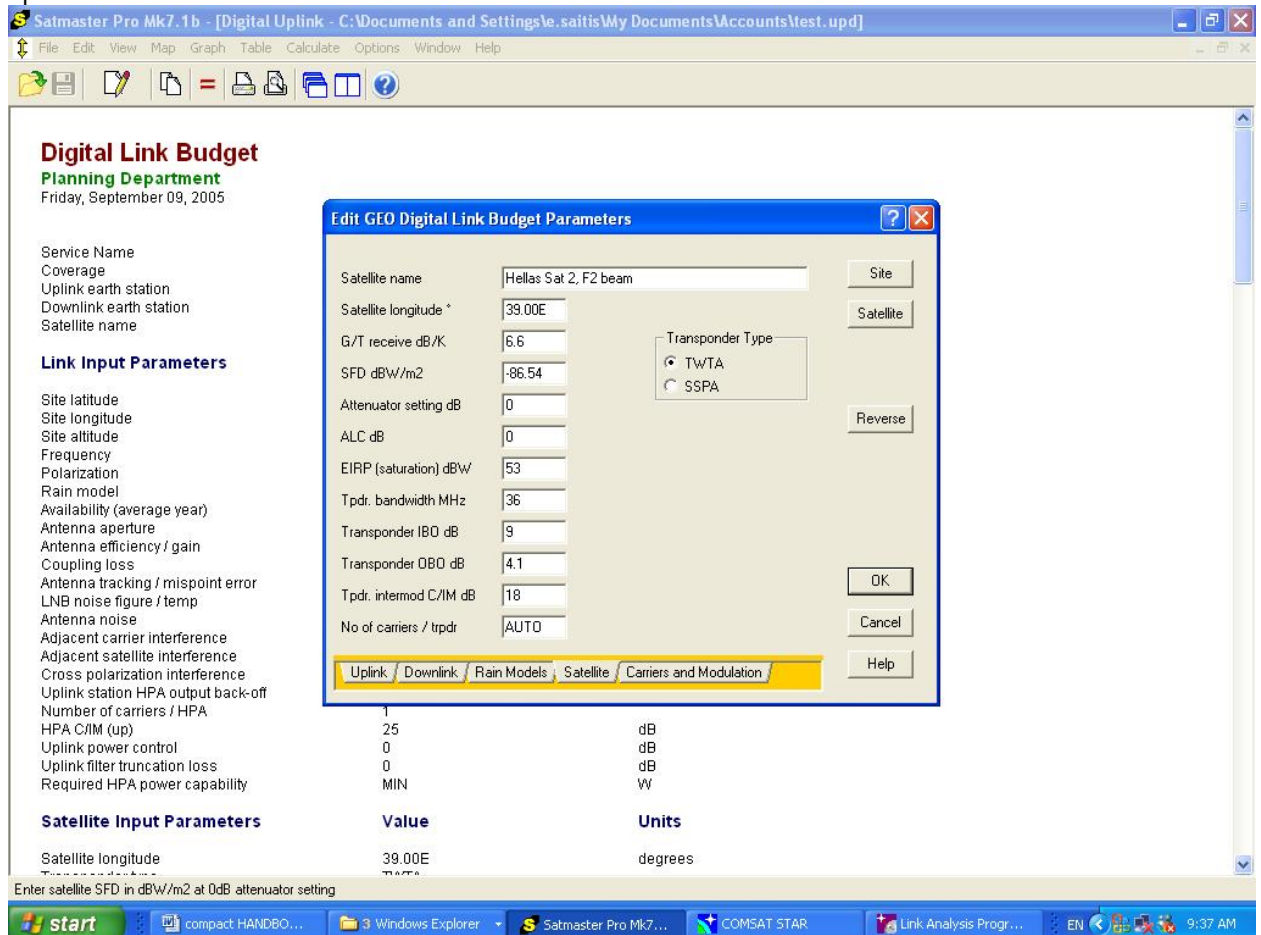 Satmaster Pro Mk7.1b - [Digital Uplink - C:\Documents and Settings\e.saitis\My Documents\Accounts\test.upd]
File Edit View Map Graph Table Calculate Options Window Help
Digital Link Budget
Planning Department
Friday, September 09, 2005
Service Name
Coverage
Uplink earth station
Downlink earth station
Satellite name
Link Input Parameters
Site latitude
Site longitude
Site altitude
Frequency
Polarization
Rain model
Availability (average year)
Antenna aperture
Antenna efficiency / gain
Coupling loss
Antenna tracking / mispoint error
LNB noise figure / temp
Antenna noise
Adjacent carrier interference
Adjacent satellite interference
Cross polarization interference
Uplink station HPA output back-off
Number of carriers / HPA 1
HPA C/IM (up) 25 dB
Uplink power control 0 dB
Uplink filter truncation loss 0 dB
Required HPA power capability MIN W
Satellite Input Parameters Value Units
Satellite longitude 39.00E degrees
Edit GEO Digital Link Budget Parameters
Satellite name Hellas Sat 2, F2 beam
Satellite longitude * 39.00E
G/T receive dB/K 6.6
SFD dBW/m2 -86.54
Attenuator setting dB 0
ALC dB 0
EIRP (saturation) dBW 53
Tpdr. bandwidth MHz 36
Transponder IBO dB 9
Transponder OBO dB 4.1
Tpdr. intermod C/IM dB 18
No of carriers / trpdr AUTO
Transponder Type
TWTA
SSPA
Site
Satellite
Reverse
OK
Cancel
Help
Uplink Downlink Rain Models Satellite Carriers and Modulation
Enter satellite SFD in dBW/m2 at 0dB attenuator setting
start compact HANDBO... 3 Windows Explorer Satmaster Pro Mk7... COMSAT STAR Link Analysis Progr... EN 9:37 AM